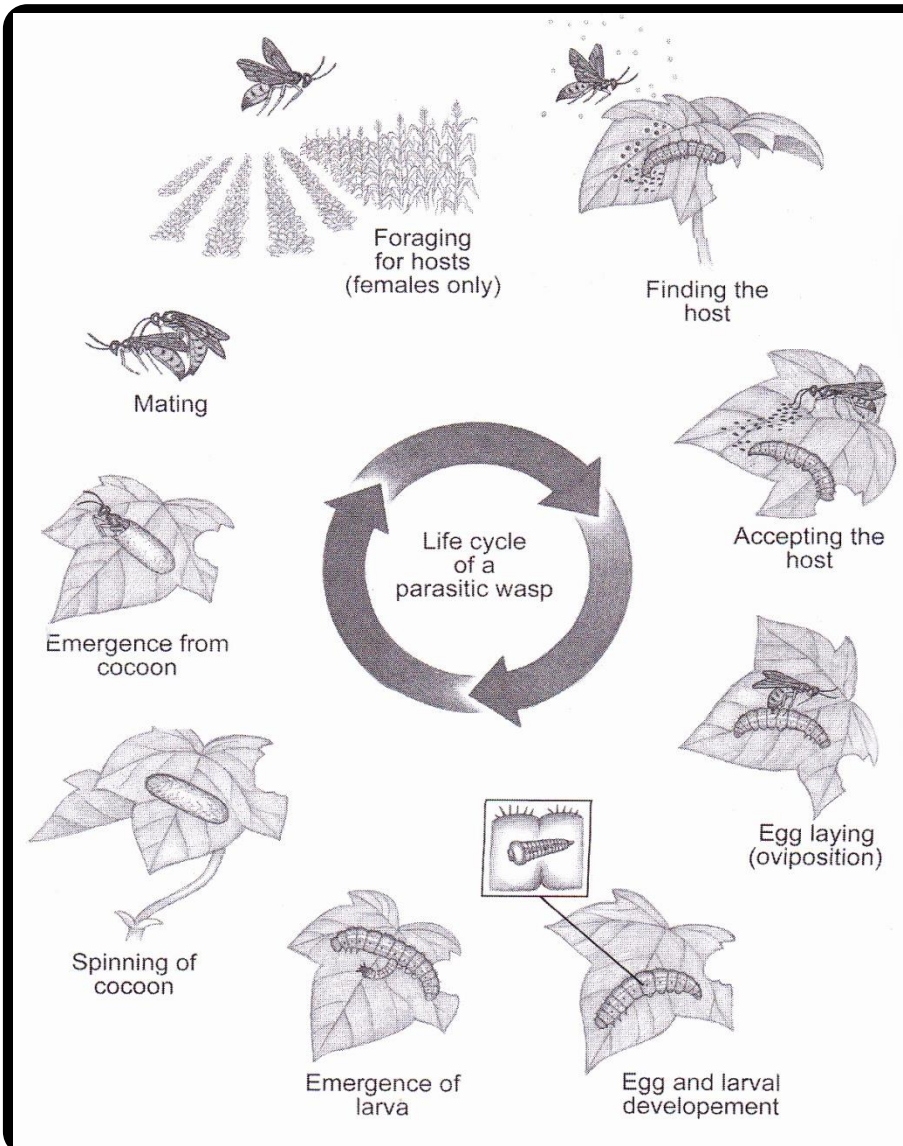 Foraging
for hosts
(females only)
Finding the
host
Accepting the
host
Egg laying
(oviposition)
Egg and larval
developement
Emergence of
larva
Spinning of
cocoon
Emergence from
cocoon
Mating
Life cycle
of a
parasitic wasp